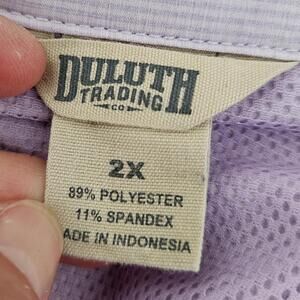 DULUTH
TRADING
CO
2X
89% POLYESTER
11% SPANDEX
ADE IN INDONESIA